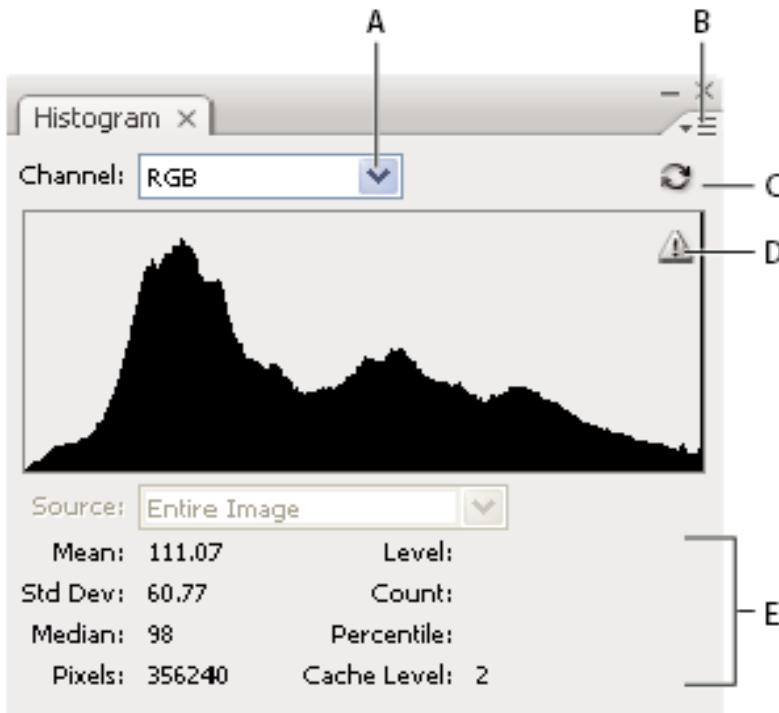 A B
Histogram
Channel: RGB
C
D
Source: Entire Image
Mean: 111.07 Level:
Std Dev: 60.77 Count:
E
Median: 98 Percentile:
Pixels: 356240 Cache Level: 2